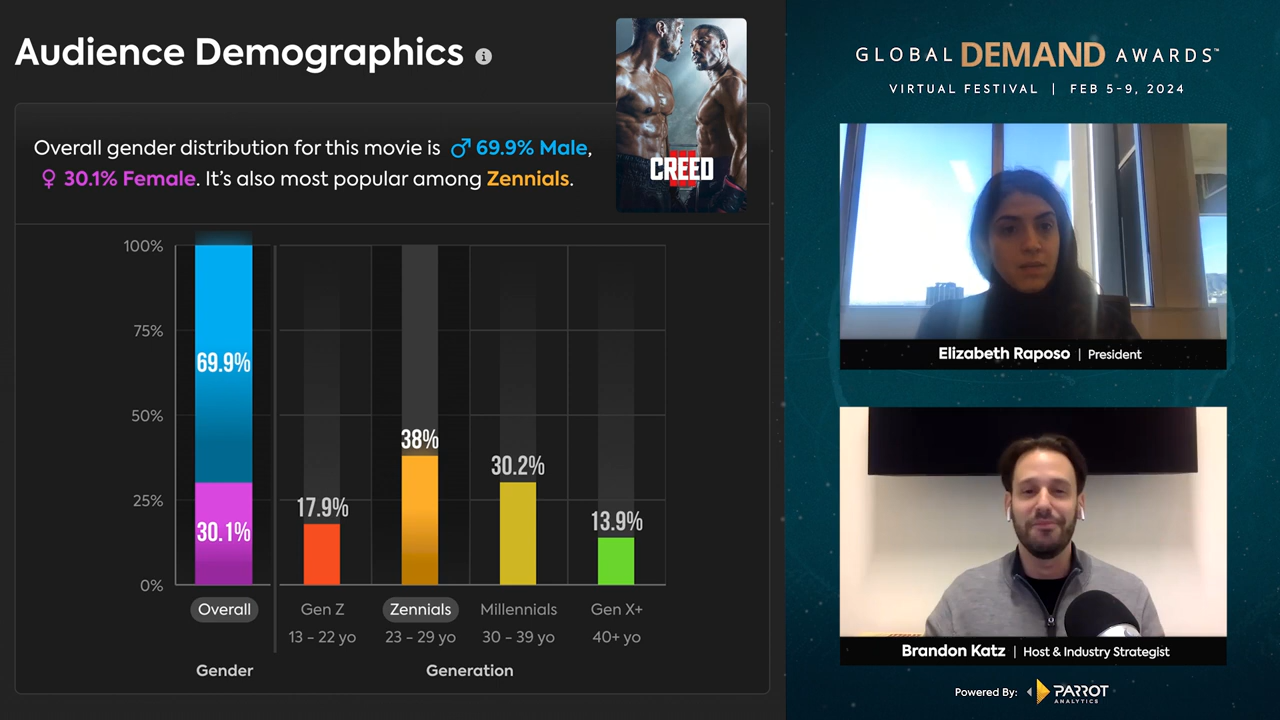 Audience Demographics
Overall gender distribution for this movie is ♂ 69.9% Male,
♀ 30.1% Female. It's also most popular among Zennials.
CREED
III
100%
75%
50%
25%
0%
69.9%
30.1%
17.9%
38%
30.2%
13.9%
Overall
Gen Z
Zennials
Millennials
Gen X+
13 - 22 yo
23 - 29 yo
30 - 39 yo
40+ yo
Gender
Generation
GLOBAL DEMAND AWARDS™
VIRTUAL FESTIVAL | FEB 5-9, 2024
Elizabeth Raposo | President
Brandon Katz | Host & Industry Strategist
Powered By: PARROT
ANALYTICS